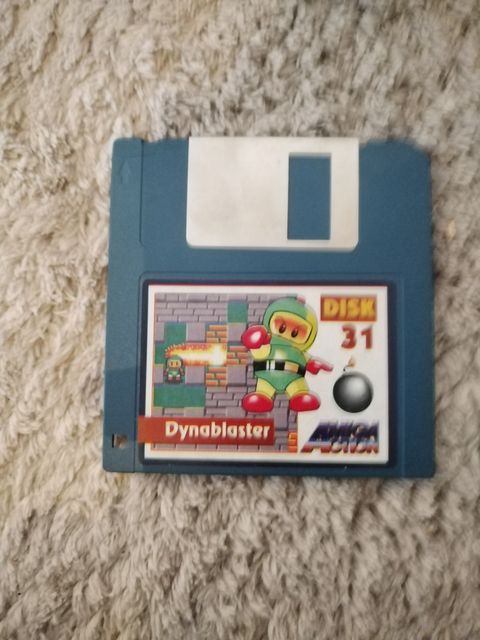 DISK
31
Dynablaster
AMIGA
ACTION